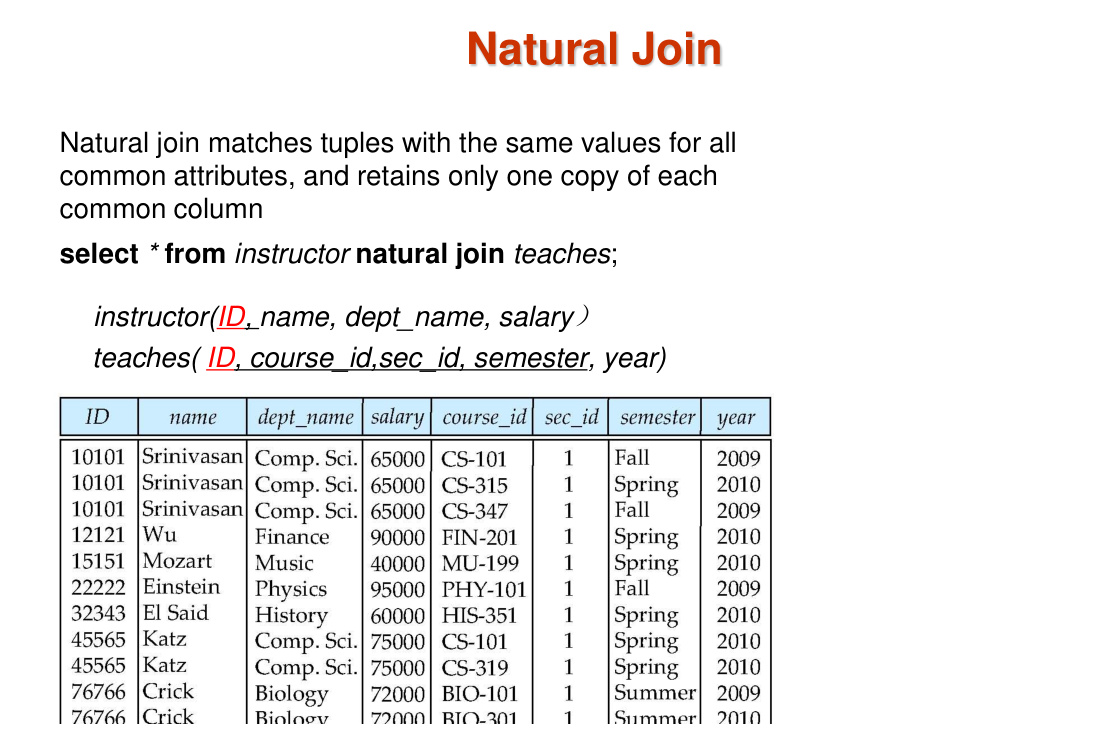 Natural Join
Natural join matches tuples with the same values for all
common attributes, and retains only one copy of each
common column
select * from instructor natural join teaches;
instructor(ID, name, dept_name, salary）
teaches( ID, course_id,sec_id, semester, year)
ID name dept_name salary course_id sec_id semester year
10101 Srinivasan Comp. Sci. 65000 CS-101 1 Fall 2009
10101 Srinivasan Comp. Sci. 65000 CS-315 1 Spring 2010
10101 Srinivasan Comp. Sci. 65000 CS-347 1 Fall 2009
12121 Wu Finance 90000 FIN-201 1 Spring 2010
15151 Mozart Music 40000 MU-199 1 Spring 2010
22222 Einstein Physics 95000 PHY-101 1 Fall 2009
32343 El Said History 60000 HIS-351 1 Spring 2010
45565 Katz Comp. Sci. 75000 CS-101 1 Spring 2010
45565 Katz Comp. Sci. 75000 CS-319 1 Spring 2010
76766 Crick Biology 72000 BIO-101 1 Summer 2009
76766 Crick Biology 72000 BIO-301 1 Summer 2010